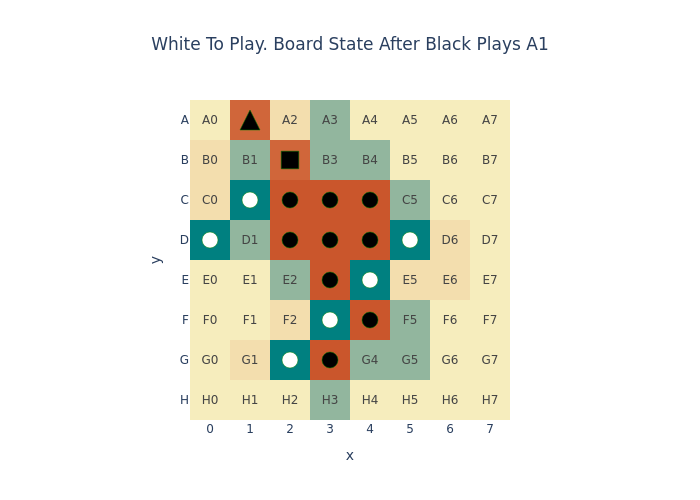 White To Play. Board State After Black Plays A1
A A0 A2 A3 A4 A5 A6 A7
B B0 B1 B3 B4 B5 B6 B7
C C0 C5 C6 C7
D D1 D6 D7
E E0 E1 E2 E5 E6 E7
F F0 F1 F2 F5 F6 F7
G G0 G1 G4 G5 G6 G7
H H0 H1 H2 H3 H4 H5 H6 H7
0 1 2 3 4 5 6 7
x
y